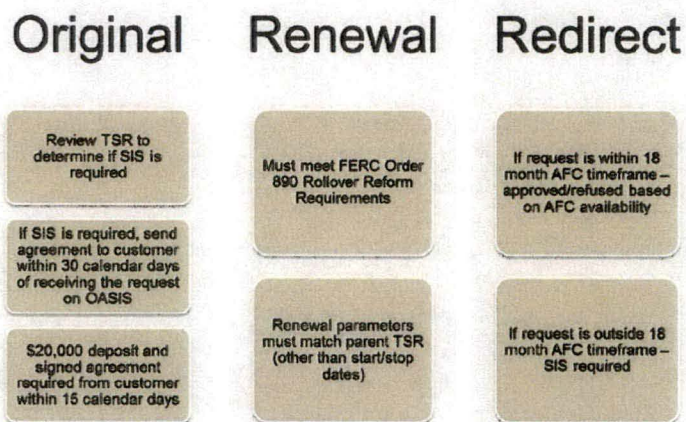 Original
Review TSR to
determine if SIS is
required
If SIS is required, send
agreement to customer
within 30 calendar days
of receiving the request
on OASIS
$20,000 deposit and
signed agreement
required from customer
within 15 calendar days
Renewal
Must meet FERC Order
890 Rollover Reform
Requirements
Renewal parameters
must match parent TSR
(other than start/stop
dates)
Redirect
If request is within 18
month AFC timeframe –
approved/refused based
on AFC availability
If request is outside 18
month AFC timeframe –
SIS required